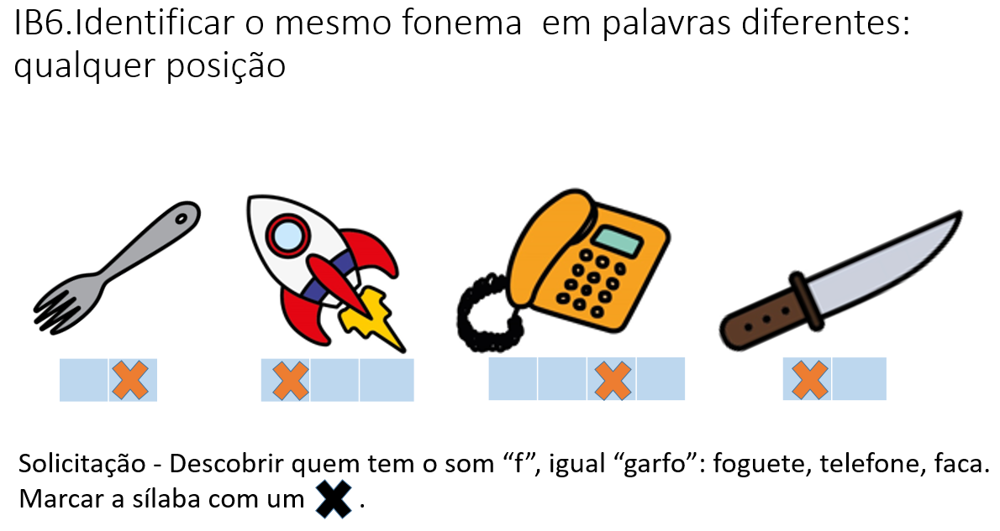 IB6.Identificar o mesmo fonema  em palavras diferentes:
qualquer posição
Solicitação - Descobrir quem tem o som “f”, igual “garfo”: foguete, telefone, faca.
Marcar a sílaba com um ✖ .